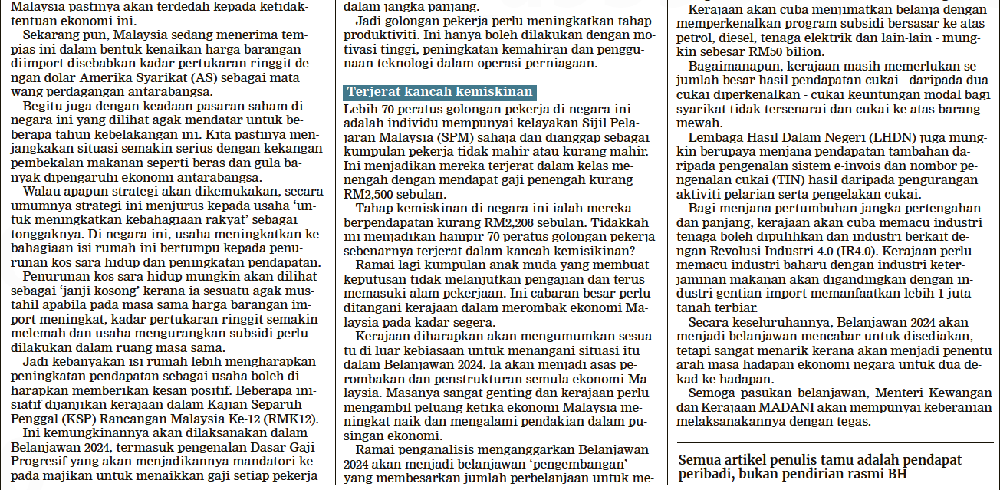 Malaysia pastinya akan terdedah kepada ketidak-
tentuan ekonomi ini.
Sekarang pun, Malaysia sedang menerima tem-
pias ini dalam bentuk kenaikan harga barangan
diimport disebabkan kadar pertukaran ringgit de-
ngan dolar Amerika Syarikat (AS) sebagai mata
wang perdagangan antarabangsa.
Begitu juga dengan keadaan pasaran saham di
negara ini yang dilihat agak mendatar untuk be-
berapa tahun kebelakangan ini. Kita pastinya men-
jangkakan situasi semakin serius dengan kekangan
pembekalan makanan seperti beras dan gula ba-
nyak dipengaruhi ekonomi antarabangsa.
Walau apapun strategi akan dikemukakan, secara
umumnya strategi ini menjurus kepada usaha ‘un-
tuk meningkatkan kebahagiaan rakyat’ sebagai
tonggaknya. Di negara ini, usaha meningkatkan ke-
bahagiaan isi rumah ini bertumpu kepada penu-
runan kos sara hidup dan peningkatan pendapatan.
Penurunan kos sara hidup mungkin akan dilihat
sebagai ‘janji kosong’ kerana ia sesuatu agak mus-
tahil apabila pada masa sama harga barangan im-
port meningkat, kadar pertukaran ringgit semakin
melemah dan usaha mengurangkan subsidi perlu
dilakukan dalam ruang masa sama.
Jadi kebanyakan isi rumah lebih mengharapkan
peningkatan pendapatan sebagai usaha boleh di-
harapkan memberikan kesan positif. Beberapa ini-
siatif dijanjikan kerajaan dalam Kajian Separuh
Penggal (KSP) Rancangan Malaysia Ke-12 (RMK12).
Ini kemungkinannya akan dilaksanakan dalam
Belanjawan 2024, termasuk pengenalan Dasar Gaji
Progresif yang akan menjadikannya mandatori ke-
pada majikan untuk menaikkan gaji setiap pekerja
dalam jangka panjang.
Jadi golongan pekerja perlu meningkatkan tahap
produktiviti. Ini hanya boleh dilakukan dengan mo-
tivasi tinggi, peningkatan kemahiran dan penggu-
naan teknologi dalam operasi perniagaan.
Terjerat kancah kemiskinan
Lebih 70 peratus golongan pekerja di negara ini
adalah individu mempunyai kelayakan Sijil Pela-
jaran Malaysia (SPM) sahaja dan dianggap sebagai
kumpulan pekerja tidak mahir atau kurang mahir.
Ini menjadikan mereka terjerat dalam kelas me-
nengah dengan mendapat gaji penengah kurang
RM2,500 sebulan.
Tahap kemiskinan di negara ini ialah mereka
berpendapatan kurang RM2,208 sebulan. Tidakkah
ini menjadikan hampir 70 peratus golongan pekerja
sebenarnya terjerat dalam kancah kemisikinan?
Ramai lagi kumpulan anak muda yang membuat
keputusan tidak melanjutkan pengajian dan terus
memasuki alam pekerjaan. Ini cabaran besar perlu
ditangani kerajaan dalam merombak ekonomi Ma-
laysia pada kadar segera.
Kerajaan diharapkan akan mengumumkan sesua-
tu di luar kebiasaan untuk menangani situasi itu
dalam Belanjawan 2024. Ia akan menjadi asas pe-
rombakan dan penstrukturan semula ekonomi Ma-
laysia. Masanya sangat genting dan kerajaan perlu
mengambil peluang ketika ekonomi Malaysia me-
ningkat naik dan mengalami pendakian dalam pu-
singan ekonomi.
Ramai penganalisis menganggarkan Belanjawan
2024 akan menjadi belanjawan ‘pengembangan’
yang membesarkan jumlah perbelanjaan untuk me-
Kerajaan akan cuba menjimatkan belanja dengan
memperkenalkan program subsidi bersasar ke atas
petrol, diesel, tenaga elektrik dan lain-lain - mung-
kin sebesar RM50 bilion.
Bagaimanapun, kerajaan masih memerlukan se-
jumlah besar hasil pendapatan cukai - daripada dua
cukai diperkenalkan - cukai keuntungan modal bagi
syarikat tidak tersenarai dan cukai ke atas barang
mewah.
Lembaga Hasil Dalam Negeri (LHDN) juga mung-
kin berupaya menjana pendapatan tambahan da-
ripada pengenalan sistem e-invois dan nombor pe-
ngenalan cukai (TIN) hasil daripada pengurangan
aktiviti pelarian serta pengelakan cukai.
Bagi menjana pertumbuhan jangka pertengahan
dan panjang, kerajaan akan cuba memacu industri
tenaga boleh dipulihkan dan industri berkait de-
ngan Revolusi Industri 4.0 (IR4.0). Kerajaan perlu
memacu industri baharu dengan industri keter-
jaminan makanan akan digandingkan dengan in-
dustri gentian import memanfaatkan lebih 1 juta
tanah terbiar.
Secara keseluruhannya, Belanjawan 2024 akan
menjadi belanjawan mencabar untuk disediakan,
tetapi sangat menarik kerana akan menjadi penentu
arah masa hadapan ekonomi negara untuk dua de-
kad ke hadapan.
Semoga pasukan belanjawan, Menteri Kewangan
dan Kerajaan MADANI akan mempunyai keberanian
melaksanakannya dengan tegas.
Semua artikel penulis tamu adalah pendapat
peribadi, bukan pendirian rasmi BH